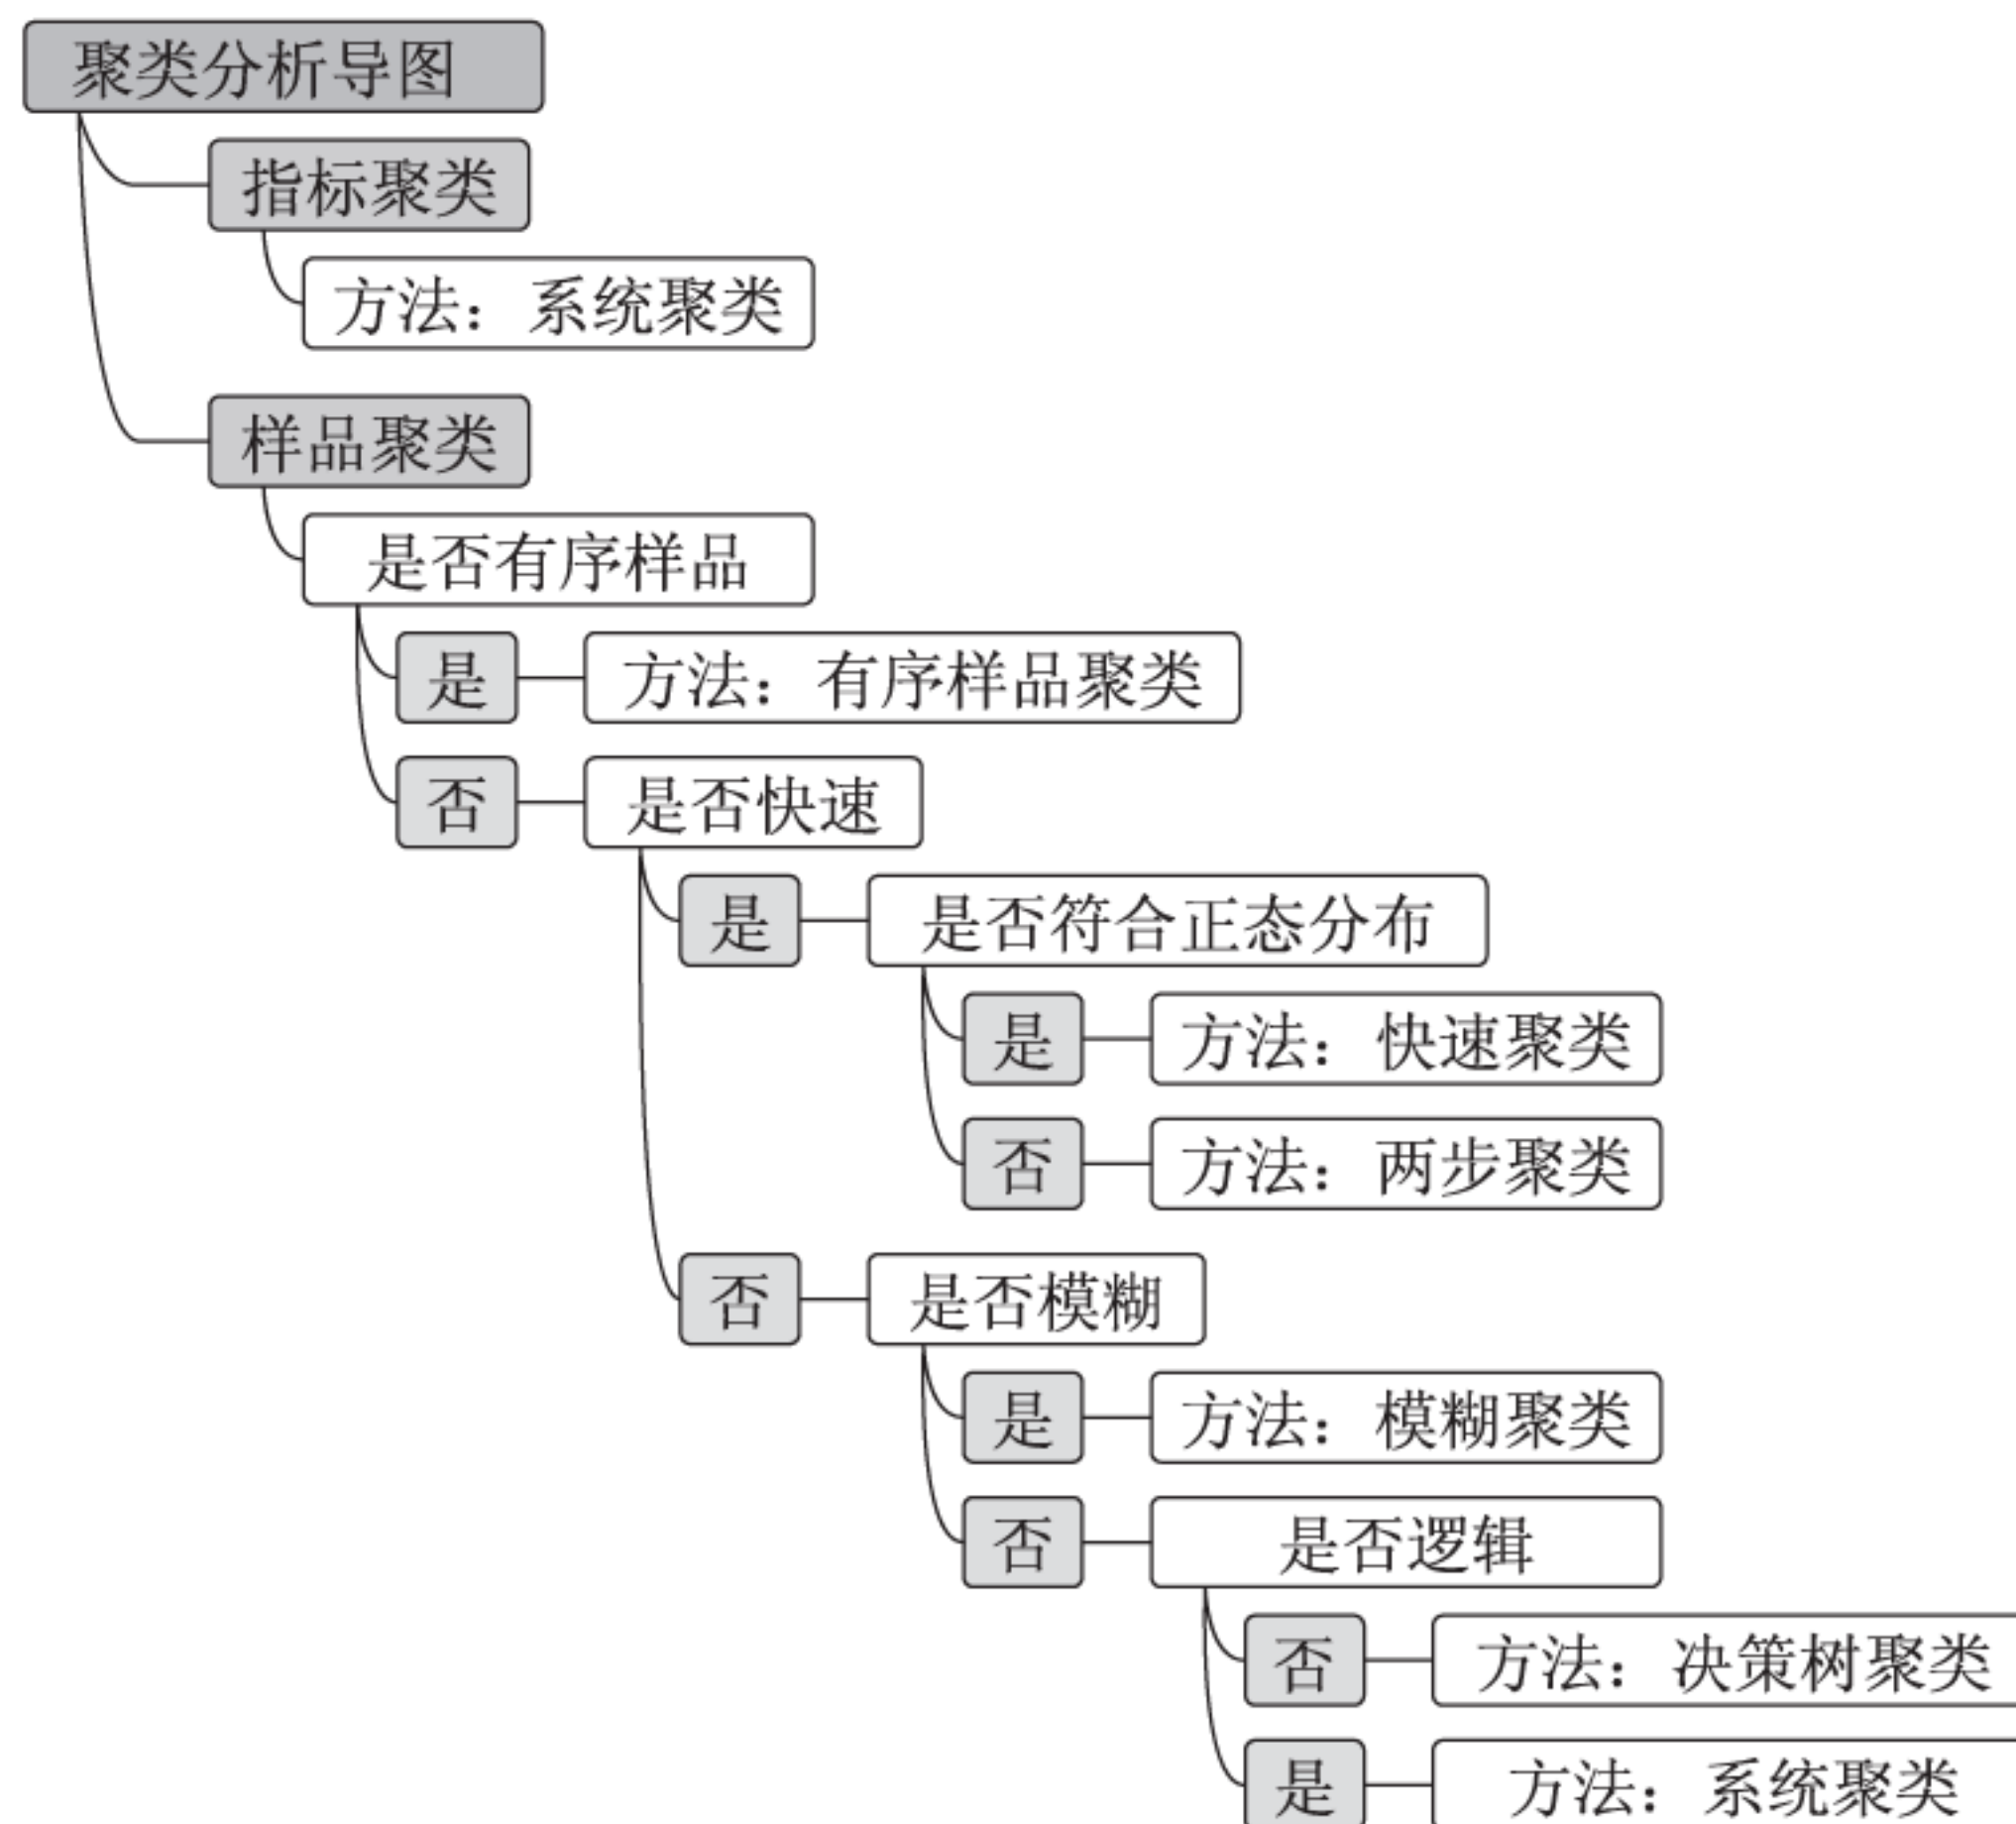 聚类分析导图
指标聚类
方法：系统聚类
样品聚类
是否有序样品
是 方法：有序样品聚类
否 是否快速
是 是否符合正态分布
是 方法：快速聚类
否 方法：两步聚类
否 是否模糊
是 方法：模糊聚类
否 是否逻辑
否 方法：决策树聚类
是 方法：系统聚类